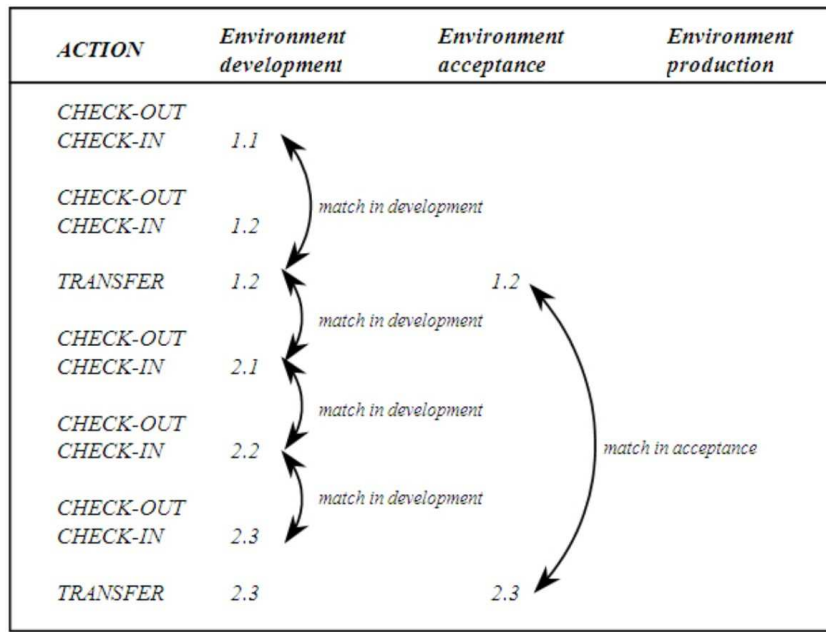 ACTION Environment development Environment acceptance Environment production
CHECK-OUT
CHECK-IN 1.1
match in development
CHECK-OUT
CHECK-IN 1.2
TRANSFER 1.2 1.2
match in development
CHECK-OUT
CHECK-IN 2.1
match in development
CHECK-OUT
CHECK-IN 2.2 match in acceptance
match in development
CHECK-OUT
CHECK-IN 2.3
TRANSFER 2.3 2.3